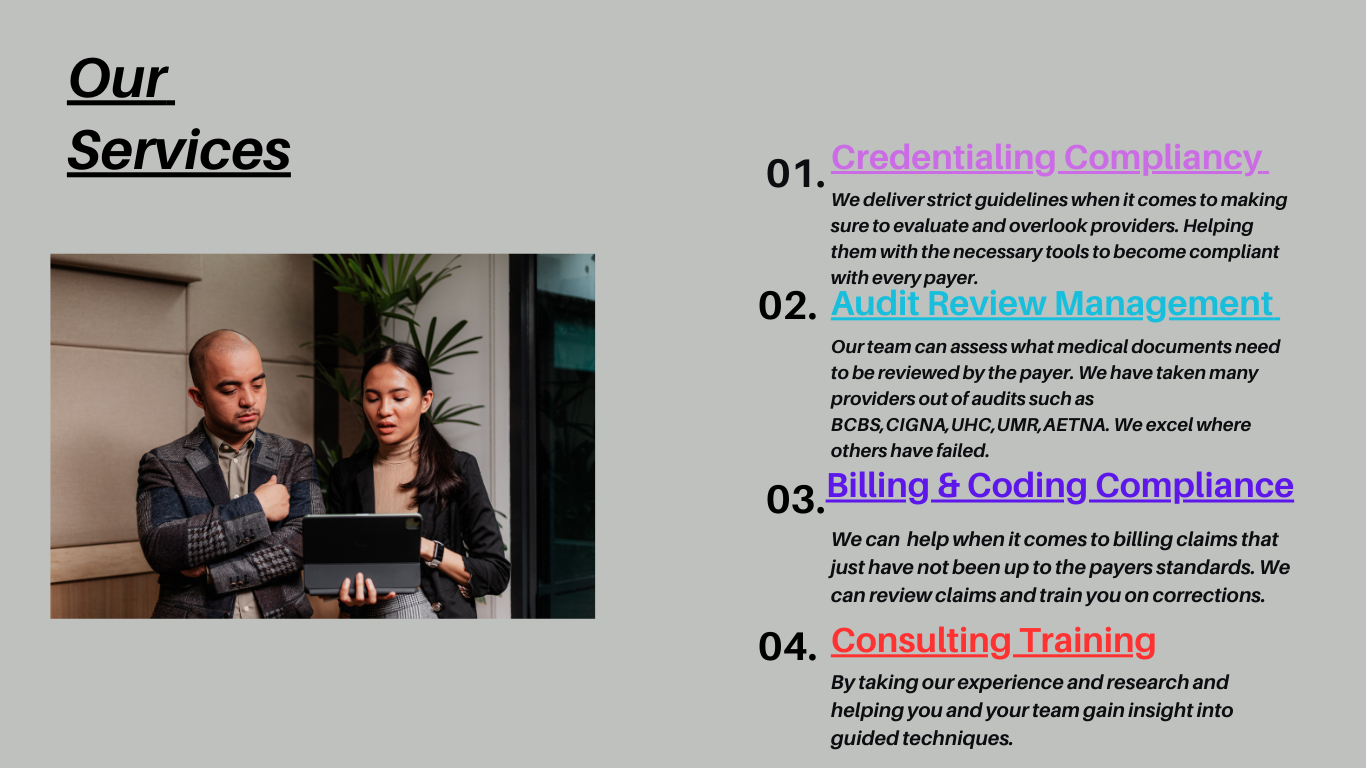 Our
Services
01. Credentialing Compliancy
We deliver strict guidelines when it comes to making
sure to evaluate and overlook providers. Helping
them with the necessary tools to become compliant
with every payer.
02. Audit Review Management
Our team can assess what medical documents need
to be reviewed by the payer. We have taken many
providers out of audits such as
BCBS,CIGNA,UHC,UMR,AETNA. We excel where
others have failed.
03. Billing & Coding Compliance
We can help when it comes to billing claims that
just have not been up to the payers standards. We
can review claims and train you on corrections.
04. Consulting Training
By taking our experience and research and
helping you and your team gain insight into
guided techniques.